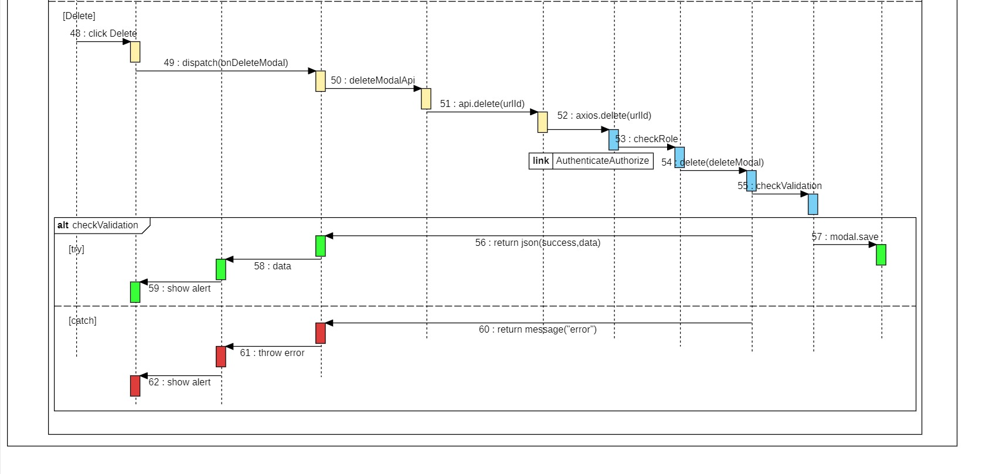 [Delete]
48 : click Delete
49 : dispatch(onDeleteModal)
50 : deleteModalApi
51 : api.delete(urlId)
52 : axios.delete(urlId)
53 : checkRole
link AuthenticateAuthorize
54 : delete(deleteModal)
55 : checkValidation
alt checkValidation
56 : return json(success,data)
57 : modal.save
[try]
58 : data
59 : show alert
[catch]
60 : return message("error")
61 : throw error
62 : show alert